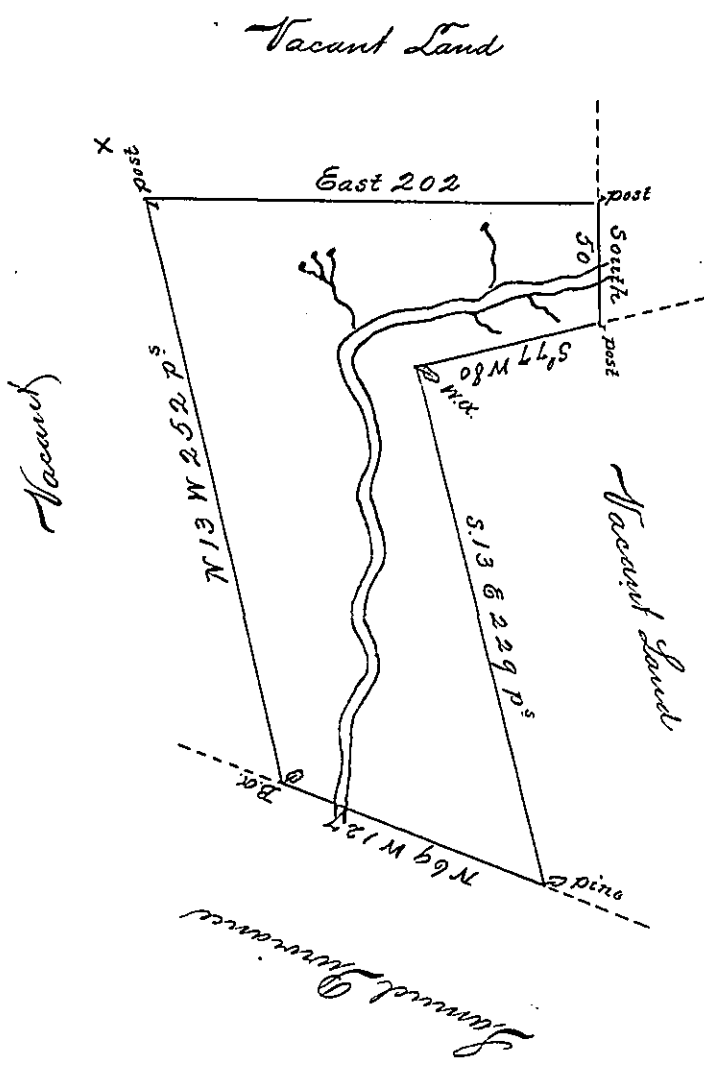 Vacant Land
X
post
East 202
post
South
50
post
S 77 W 80
W.O.
Vacant Land
S. 13 E 229 Pˢ
N 13 W 252 Pˢ
Vacant
B.O.
N 69 W 127
pine
Samuel Purviance